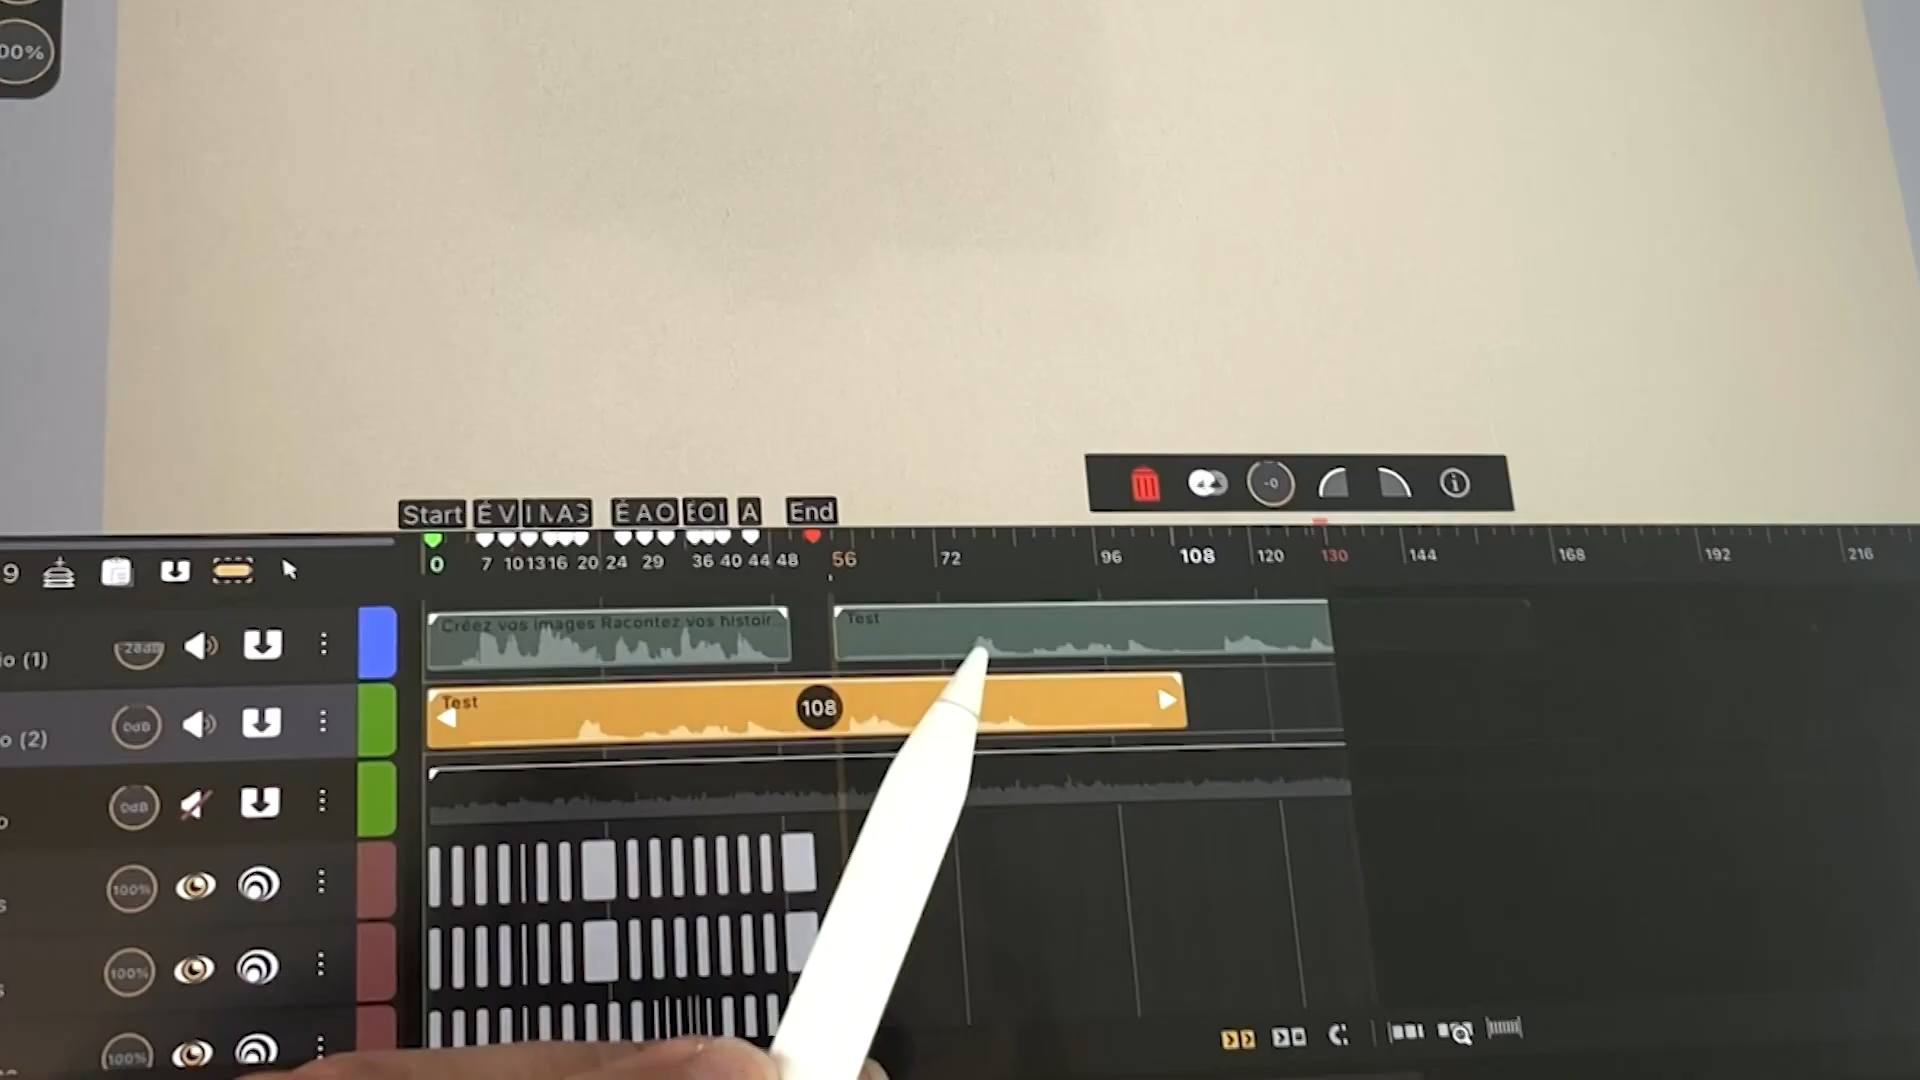 00%
Start É V I M A É A O É O I A End
9
0 7 10 13 16 20 24 29 36 40 44 48 56 72 96 108 120 130 144 168 192 216
-0
io (1)
-28dB
Créez vos images Racontez vos histoir...
Test
o (2)
0dB
Test
108
o
0dB
s
100%
s
100%
100%